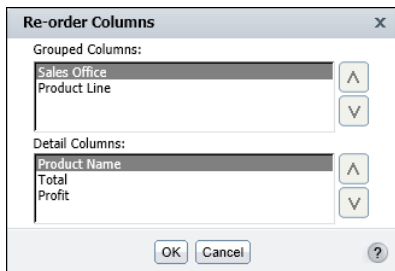 Re-order Columns x
Grouped Columns:
Sales Office
Product Line
Detail Columns:
Product Name
Total
Profit
OK Cancel ?